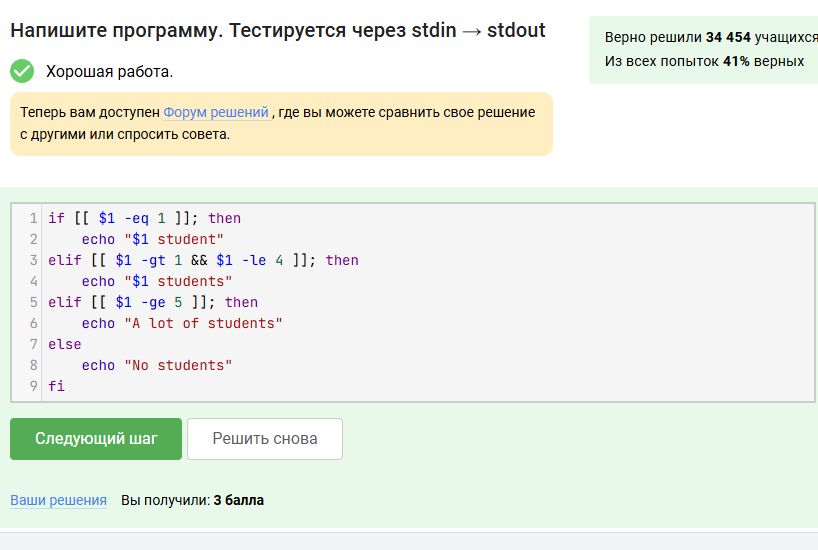 Напишите программу. Тестируется через stdin → stdout
Верно решили 34 454 учащихся
Из всех попыток 41% верных
Хорошая работа.
Теперь вам доступен Форум решений , где вы можете сравнить свое решение
с другими или спросить совета.
1 if [[ $1 -eq 1 ]]; then
2     echo "$1 student"
3 elif [[ $1 -gt 1 && $1 -le 4 ]]; then
4     echo "$1 students"
5 elif [[ $1 -ge 5 ]]; then
6     echo "A lot of students"
7 else
8     echo "No students"
9 fi
Следующий шаг
Решить снова
Ваши решения Вы получили: 3 балла